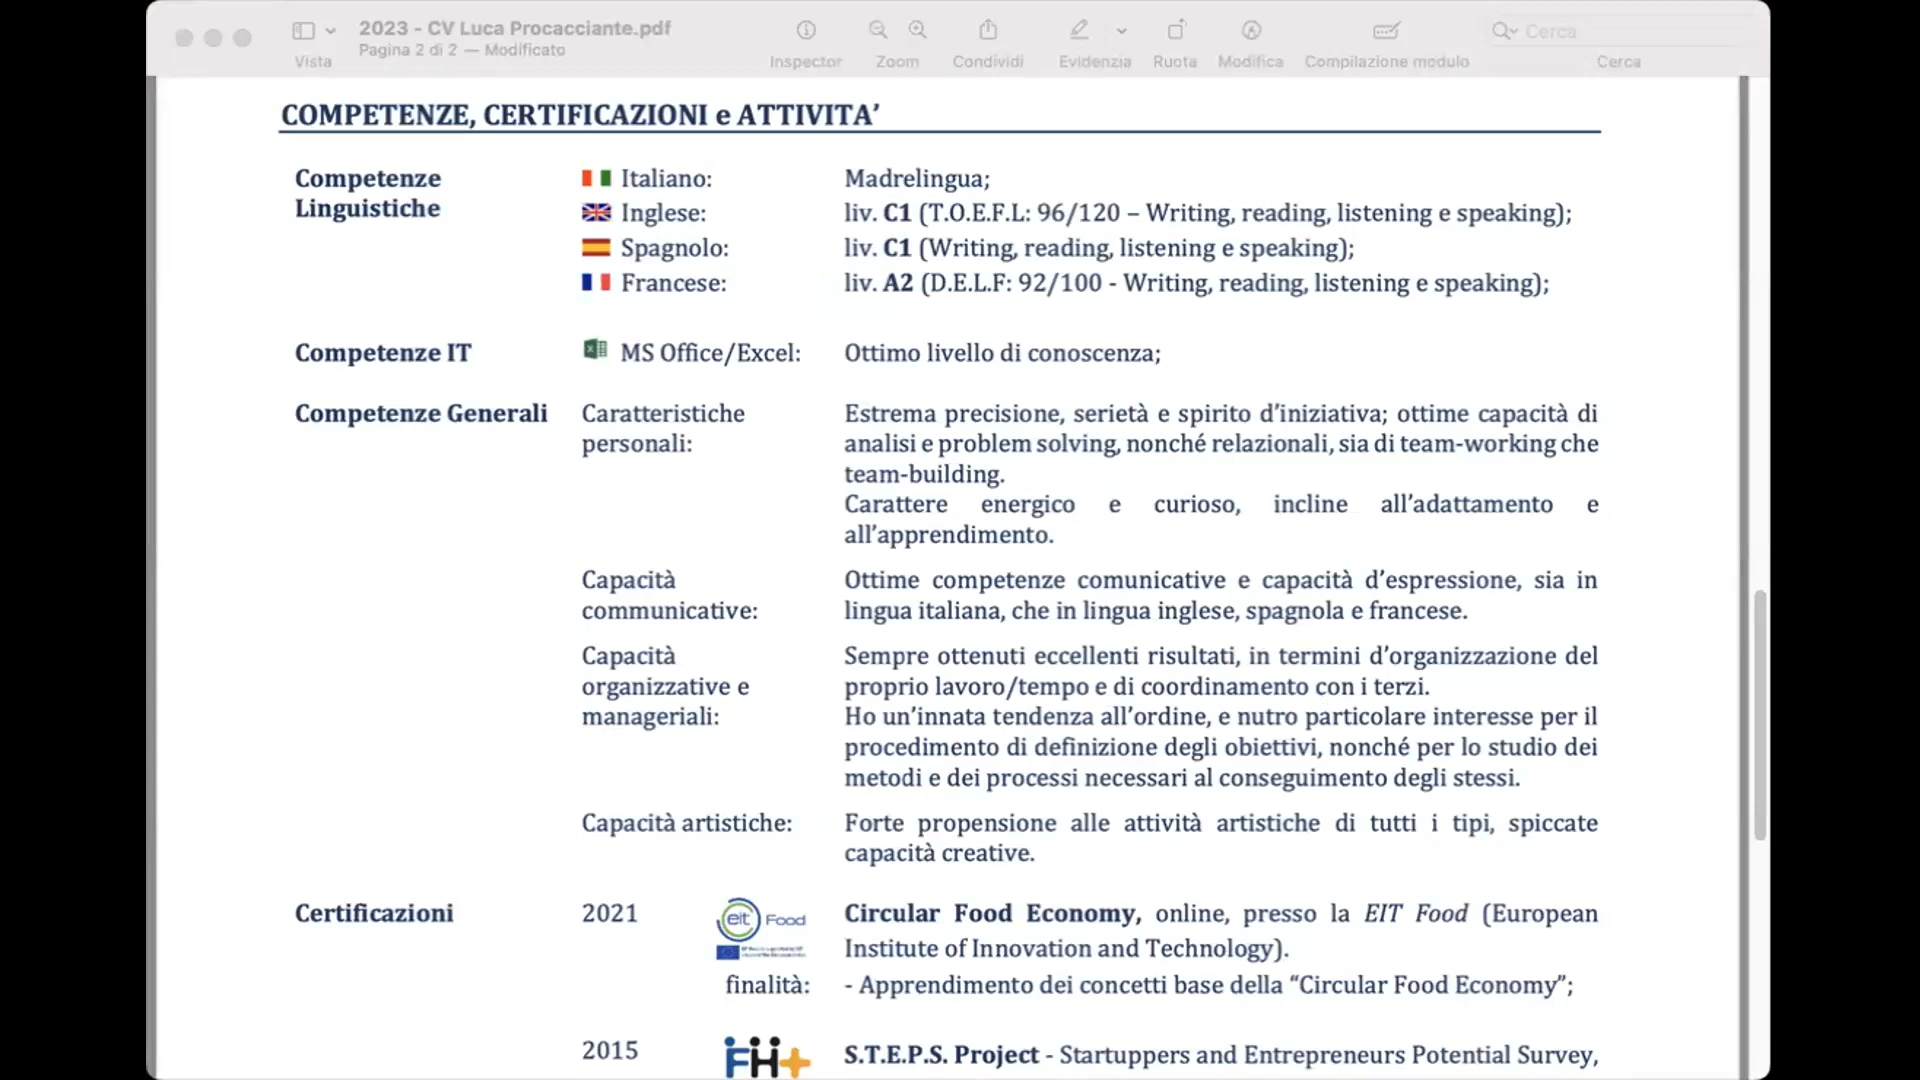 2023 - CV Luca Procacciante.pdf
Pagina 2 di 2 — Modificato
Vista
Inspector
Zoom
Condividi
Evidenzia
Ruota
Modifica
Compilazione modulo
Cerca
Cerca
COMPETENZE, CERTIFICAZIONI e ATTIVITA’
Competenze Linguistiche
Italiano: Madrelingua;
Inglese: liv. C1 (T.O.E.F.L: 96/120 – Writing, reading, listening e speaking);
Spagnolo: liv. C1 (Writing, reading, listening e speaking);
Francese: liv. A2 (D.E.L.F: 92/100 - Writing, reading, listening e speaking);
Competenze IT MS Office/Excel: Ottimo livello di conoscenza;
Competenze Generali
Caratteristiche
personali:
Estrema precisione, serietà e spirito d’iniziativa; ottime capacità di
analisi e problem solving, nonché relazionali, sia di team-working che
team-building.
Carattere energico e curioso, incline all’adattamento e
all’apprendimento.
Capacità
communicative:
Ottime competenze comunicative e capacità d’espressione, sia in
lingua italiana, che in lingua inglese, spagnola e francese.
Capacità
organizzative e
manageriali:
Sempre ottenuti eccellenti risultati, in termini d’organizzazione del
proprio lavoro/tempo e di coordinamento con i terzi.
Ho un’innata tendenza all’ordine, e nutro particolare interesse per il
procedimento di definizione degli obiettivi, nonché per lo studio dei
metodi e dei processi necessari al conseguimento degli stessi.
Capacità artistiche:
Forte propensione alle attività artistiche di tutti i tipi, spiccate
capacità creative.
Certificazioni
2021
eit Food
Circular Food Economy, online, presso la EIT Food (European
Institute of Innovation and Technology).
finalità: - Apprendimento dei concetti base della “Circular Food Economy”;
2015
FH+
S.T.E.P.S. Project - Startuppers and Entrepreneurs Potential Survey,